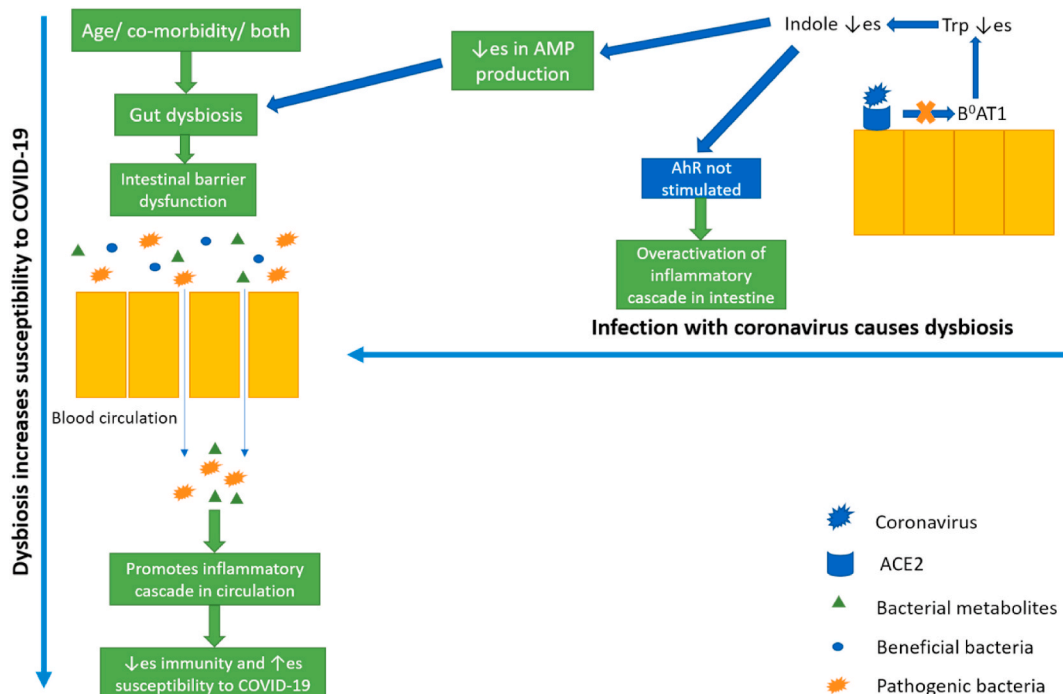 Age/ co-morbidity/ both
Gut dysbiosis
Intestinal barrier
dysfunction
↓es in AMP
production
Indole ↓es
Trp ↓es
B⁰AT1
AhR not
stimulated
Overactivation of
inflammatory
cascade in intestine
Infection with coronavirus causes dysbiosis
Dysbiosis increases susceptibility to COVID-19
Blood circulation
Promotes inflammatory
cascade in circulation
↓es immunity and ↑es
susceptibility to COVID-19
Coronavirus
ACE2
Bacterial metabolites
Beneficial bacteria
Pathogenic bacteria